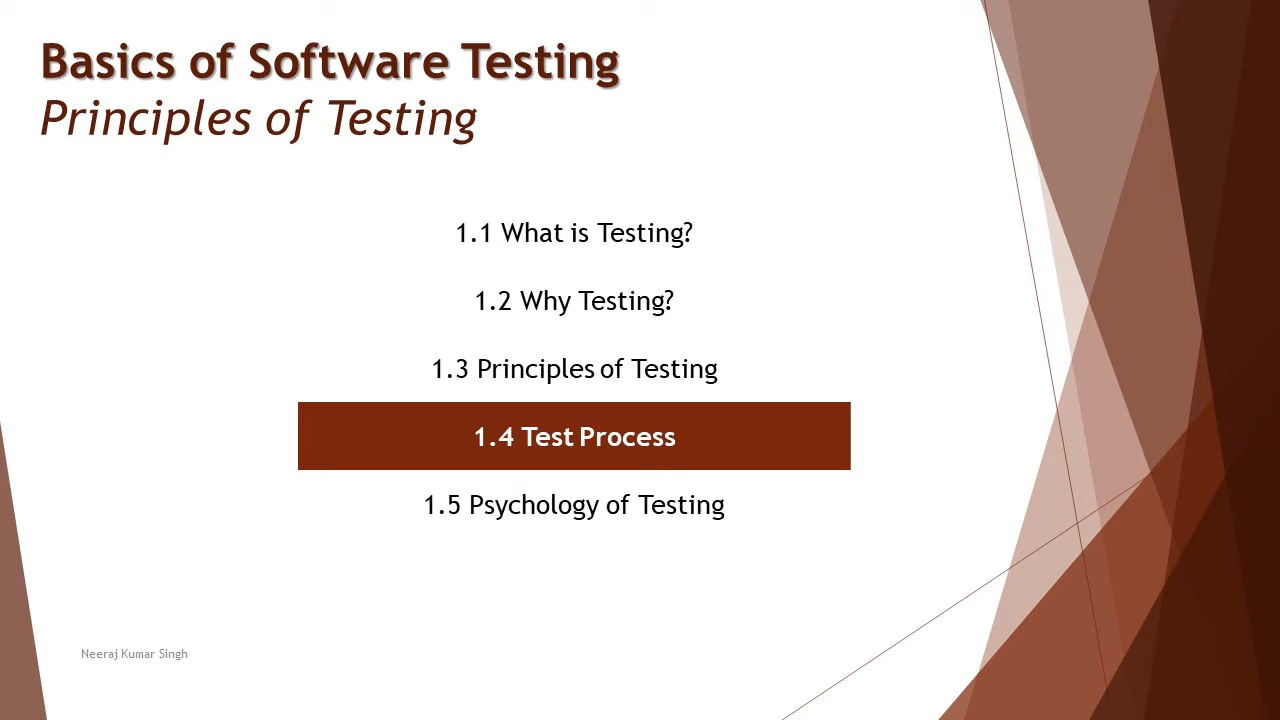 Basics of Software Testing
Principles of Testing
1.1 What is Testing?
1.2 Why Testing?
1.3 Principles of Testing
1.4 Test Process
1.5 Psychology of Testing
Neeraj Kumar Singh